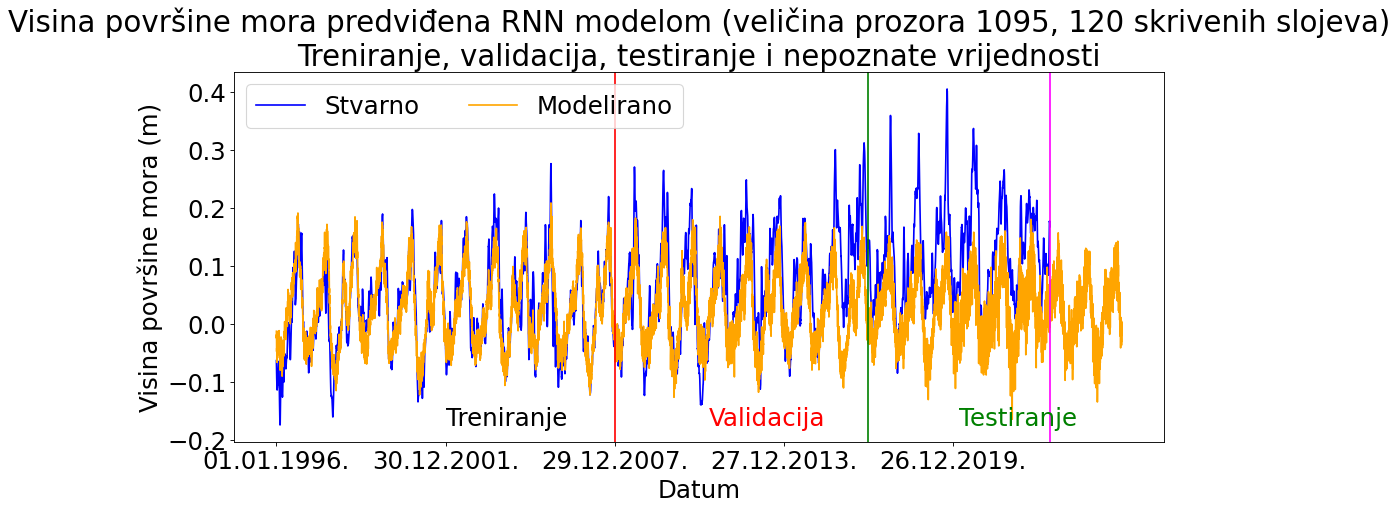 Visina površine mora predviđena RNN modelom (veličina prozora 1095, 120 skrivenih slojeva)
Treniranje, validacija, testiranje i nepoznate vrijednosti
Stvarno Modelirano
Visina površine mora (m)
0.4
0.3
0.2
0.1
0.0
−0.1
−0.2
Treniranje Validacija Testiranje
01.01.1996. 30.12.2001. 29.12.2007. 27.12.2013. 26.12.2019.
Datum